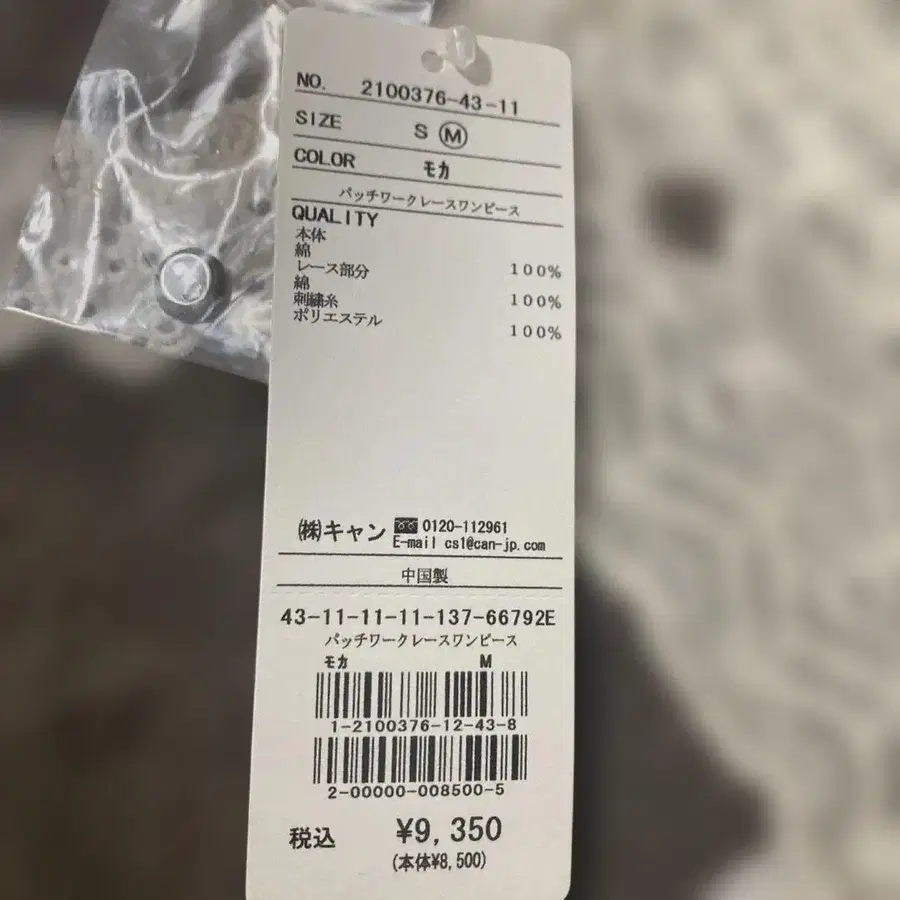 NO. 2100376-43-11
SIZE S Ⓜ
COLOR モカ
パッチワークレースワンピース
QUALITY
本体
綿 100%
レース部分
綿 100%
刺繍糸
ポリエステル 100%
㈱キャン 0120-112961
E-mail cs1@can-jp.com
中国製
43-11-11-11-137-66792E
パッチワークレースワンピース
モカ M
1-2100376-12-43-8
2-00000-008500-5
税込 ¥9,350
(本体¥8,500)